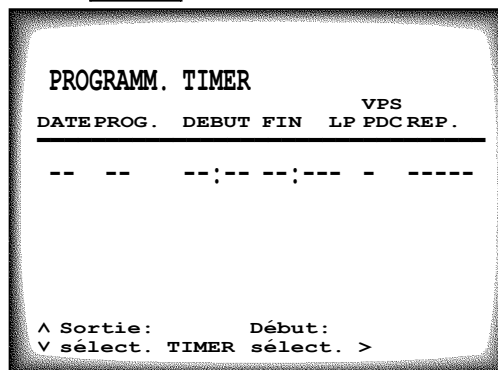 PROGRAMM. TIMER
VPS
DATE PROG. DEBUT FIN LP PDC REP.
-- -- --:-- --:--- - -----
^ Sortie: Début:
v sélect. TIMER sélect. >